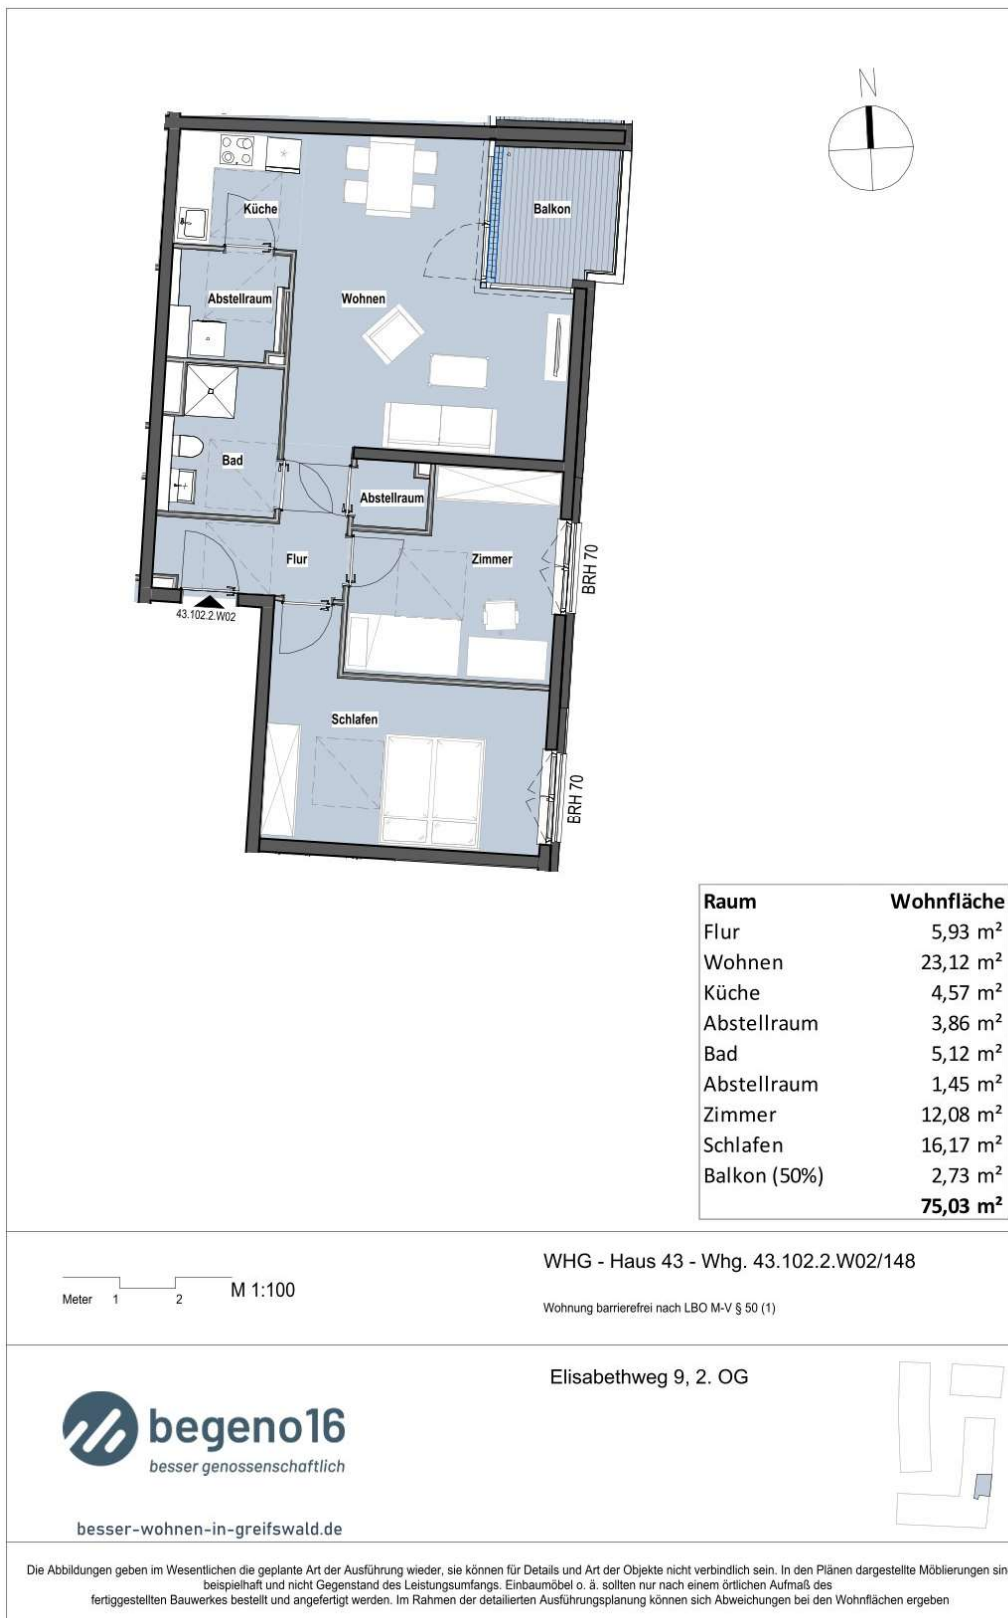 N
Küche
Balkon
Abstellraum
Wohnen
Bad
Abstellraum
Flur
Zimmer
BRH 70
43.102.2.W02
Schlafen
BRH 70
Raum Wohnfläche
Flur 5,93 m²
Wohnen 23,12 m²
Küche 4,57 m²
Abstellraum 3,86 m²
Bad 5,12 m²
Abstellraum 1,45 m²
Zimmer 12,08 m²
Schlafen 16,17 m²
Balkon (50%) 2,73 m²
75,03 m²
Meter 1 2 M 1:100
WHG - Haus 43 - Whg. 43.102.2.W02/148
Wohnung barrierefrei nach LBO M-V § 50 (1)
Elisabethweg 9, 2. OG
begeno16
besser genossenschaftlich
besser-wohnen-in-greifswald.de
Die Abbildungen geben im Wesentlichen die geplante Art der Ausführung wieder, sie können für Details und Art der Objekte nicht verbindlich sein. In den Plänen dargestellte Möblierungen sin
beispielhaft und nicht Gegenstand des Leistungsumfangs. Einbaumöbel o. ä. sollten nur nach einem örtlichen Aufmaß des
fertiggestellten Bauwerkes bestellt und angefertigt werden. Im Rahmen der detailierten Ausführungsplanung können sich Abweichungen bei den Wohnflächen ergeben